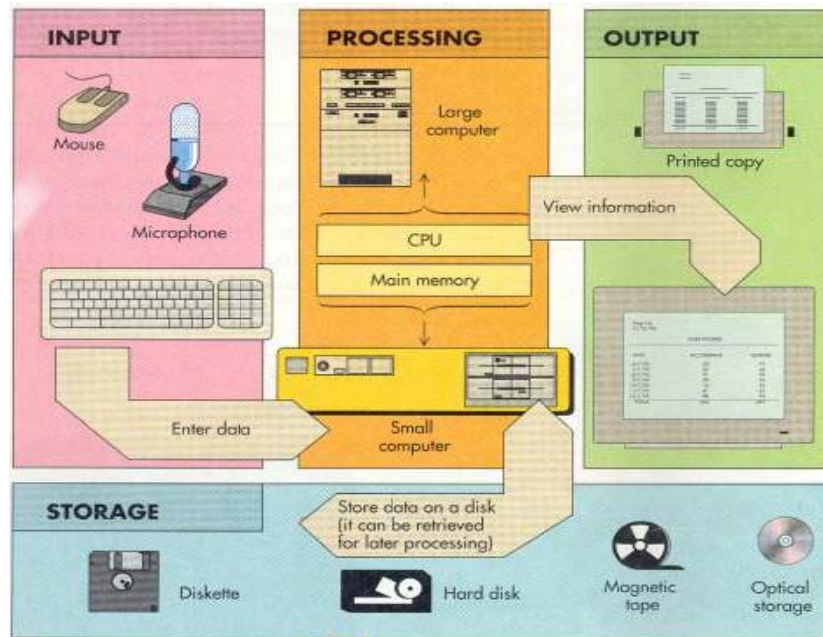 INPUT
PROCESSING
OUTPUT
Mouse
Microphone
Large
computer
CPU
Main memory
Printed copy
View information
Enter data
Small
computer
STORAGE
Store data on a disk
(it can be retrieved
for later processing)
Diskette
Hard disk
Magnetic
tape
Optical
storage